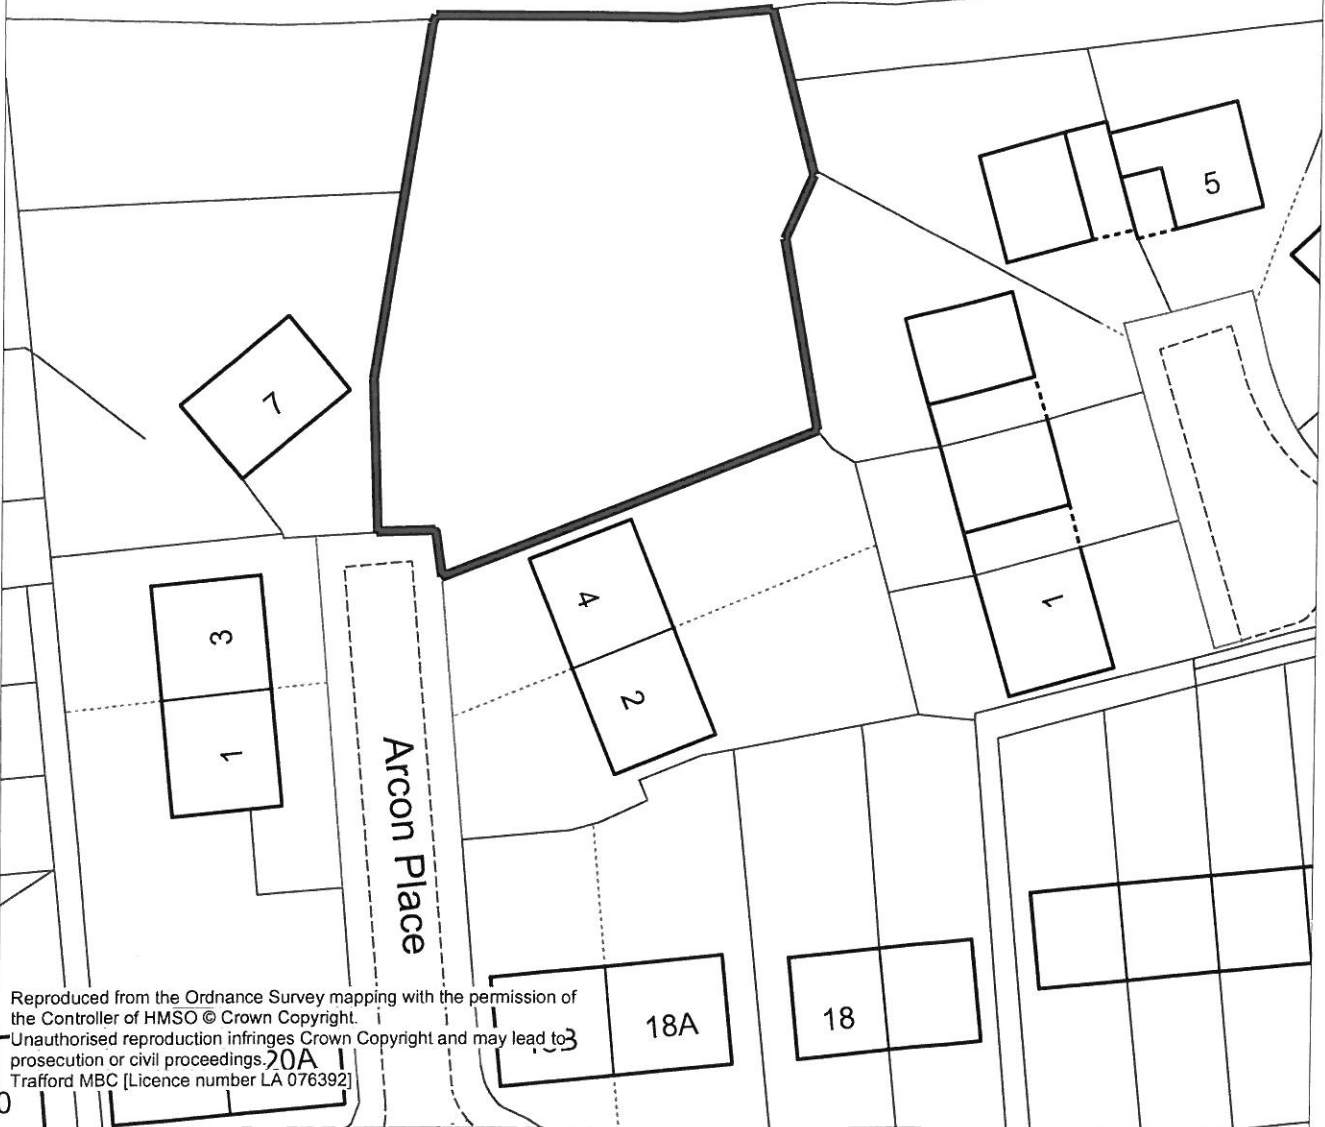 5
7
4
3
1
2
1
Arcon Place
18A
18
20A
Reproduced from the Ordnance Survey mapping with the permission of
the Controller of HMSO © Crown Copyright.
Unauthorised reproduction infringes Crown Copyright and may lead to
prosecution or civil proceedings.
Trafford MBC [Licence number LA 076392]
0